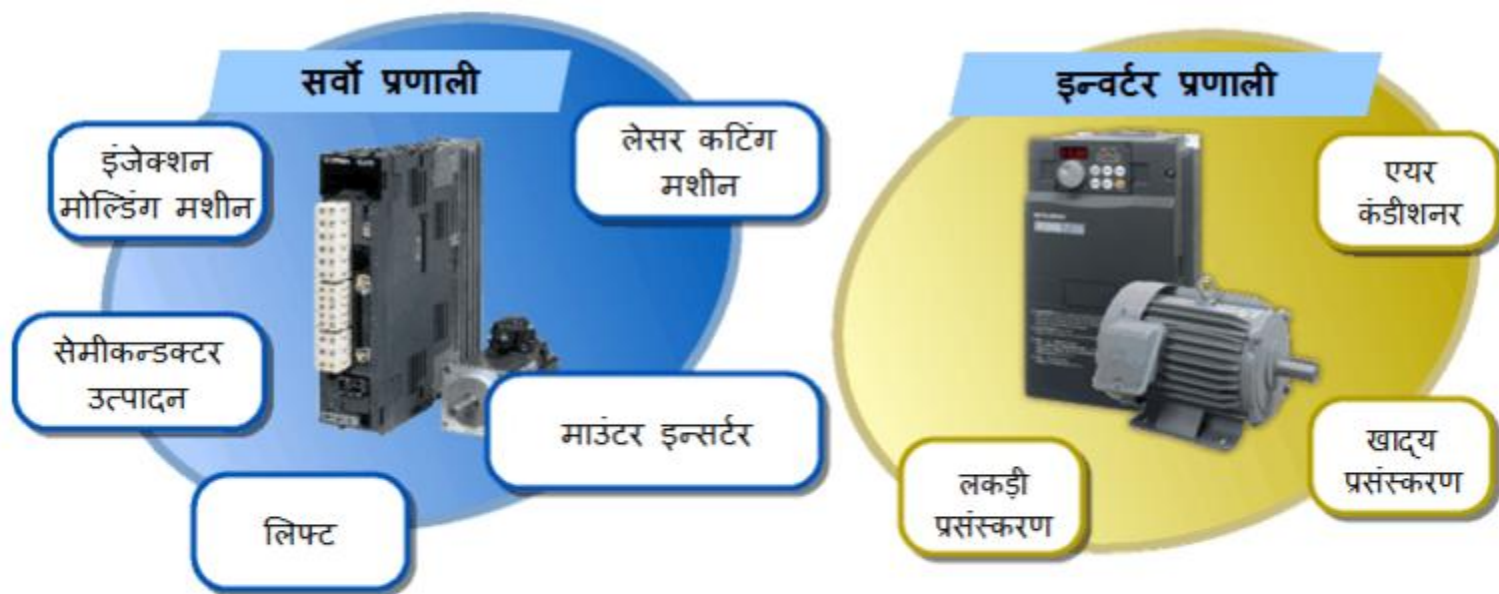 सर्वो प्रणाली
इंजेक्शन
मोल्डिंग मशीन
लेसर कटिंग
मशीन
सेमीकन्डक्टर
उत्पादन
माउंटर इन्सर्टर
लिफ्ट
इन्वर्टर प्रणाली
एयर
कंडीशनर
खाद्य
प्रसंस्करण
लकड़ी
प्रसंस्करण